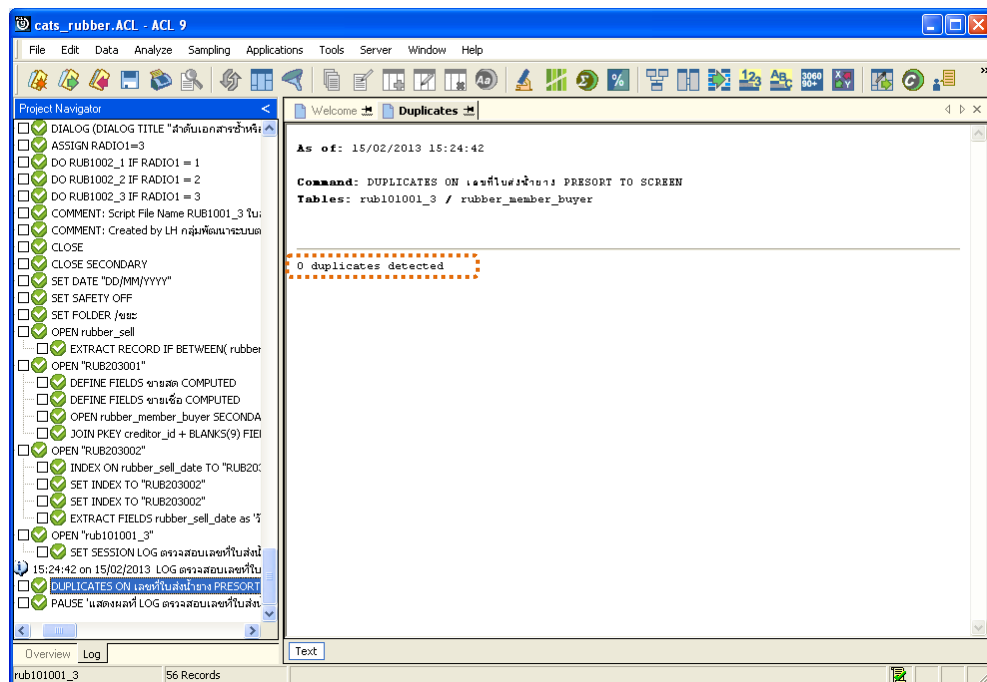 cats_rubber.ACL - ACL 9
File Edit Data Analyze Sampling Applications Tools Server Window Help
Project Navigator <
Welcome Duplicates
DIALOG (DIALOG TITLE "ลำดับเอกสารซ้ำหรื
ASSIGN RADIO1=3
DO RUB1002_1 IF RADIO1 = 1
DO RUB1002_2 IF RADIO1 = 2
DO RUB1002_3 IF RADIO1 = 3
COMMENT: Script File Name RUB1001_3 ใบส
COMMENT: Created by LH กลุ่มพัฒนาระบบต
CLOSE
CLOSE SECONDARY
SET DATE "DD/MM/YYYY"
SET SAFETY OFF
SET FOLDER /ขยะ
OPEN rubber_sell
EXTRACT RECORD IF BETWEEN( rubber
OPEN "RUB203001"
DEFINE FIELDS ขายสด COMPUTED
DEFINE FIELDS ขายเชื่อ COMPUTED
OPEN rubber_member_buyer SECONDA
JOIN PKEY creditor_id + BLANKS(9) FIEI
OPEN "RUB203002"
INDEX ON rubber_sell_date TO "RUB20
SET INDEX TO "RUB203002"
SET INDEX TO "RUB203002"
EXTRACT FIELDS rubber_sell_date as 'วั
OPEN "rub101001_3"
SET SESSION LOG ตรวจสอบเลขที่ใบส่งน้
15:24:42 on 15/02/2013 LOG ตรวจสอบเลขที่ใบ
DUPLICATES ON เลขที่ใบส่งน้ำยาง PRESORT
PAUSE 'แสดงผลที่ LOG ตรวจสอบเลขที่ใบส่งน
Overview Log
As of: 15/02/2013 15:24:42
Command: DUPLICATES ON เลขที่ใบส่งน้ำยาง PRESORT TO SCREEN
Tables: rub101001_3 / rubber_member_buyer
0 duplicates detected
Text
rub101001_3 56 Records